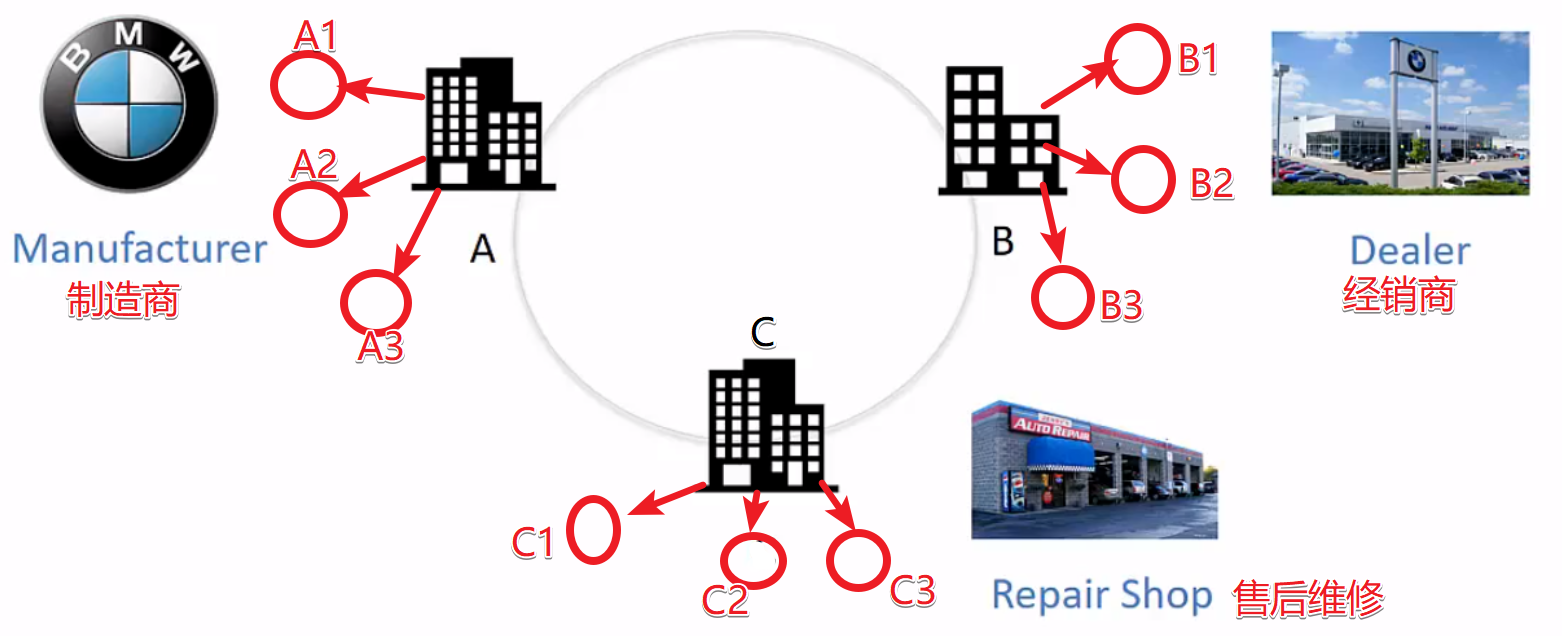 BMW
A1
A2
A3
A
Manufacturer
制造商
B1
B2
B3
B
Dealer
经销商
C
C1
C2
C3
AUTO REPAIR
Repair Shop 售后维修